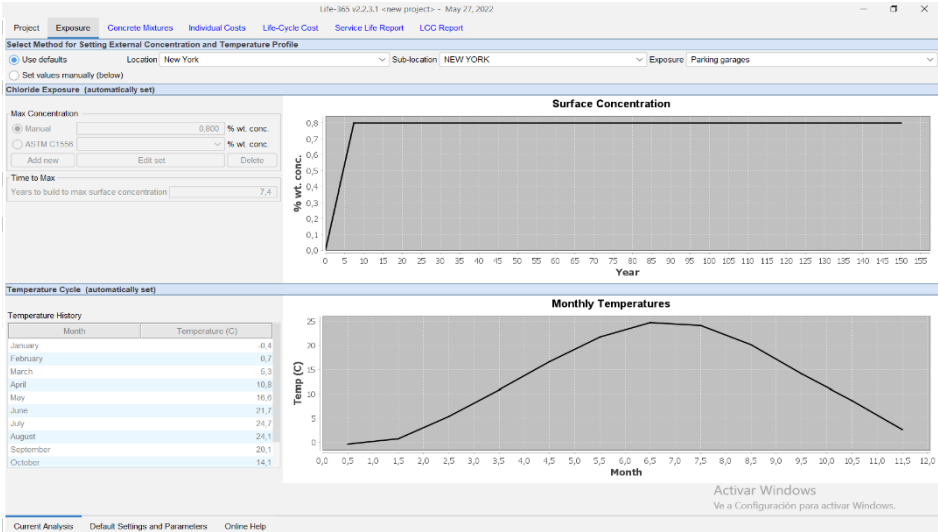 Life-365 v2.2.3.1 <new project> - May 27, 2022
Project Exposure Concrete Mixtures Individual Costs Life-Cycle Cost Service Life Report LCC Report
Select Method for Setting External Concentration and Temperature Profile
Use defaults Location New York Sub-location NEW YORK Exposure Parking garages
Set values manually (below)
Chloride Exposure (automatically set)
Max Concentration
Manual 0,800 % wt. conc.
ASTM C1556 % wt. conc.
Add new Edit set Delete
Time to Max
Years to build to max surface concentration 7,4
Surface Concentration
% wt. conc.
0,8
0,7
0,6
0,5
0,4
0,3
0,2
0,1
0,0
0 5 10 15 20 25 30 35 40 45 50 55 60 65 70 75 80 85 90 95 100 105 110 115 120 125 130 135 140 145 150 155
Year
Temperature Cycle (automatically set)
Temperature History
Month Temperature (C)
January -0,4
February 0,7
March 5,3
April 10,8
May 16,6
June 21,7
July 24,7
August 24,1
September 20,1
October 14,1
Monthly Temperatures
Temp (C)
25
20
15
10
5
0
0,0 0,5 1,0 1,5 2,0 2,5 3,0 3,5 4,0 4,5 5,0 5,5 6,0 6,5 7,0 7,5 8,0 8,5 9,0 9,5 10,0 10,5 11,0 11,5 12,0
Month
Activar Windows
Ve a Configuración para activar Windows.
Current Analysis Default Settings and Parameters Online Help